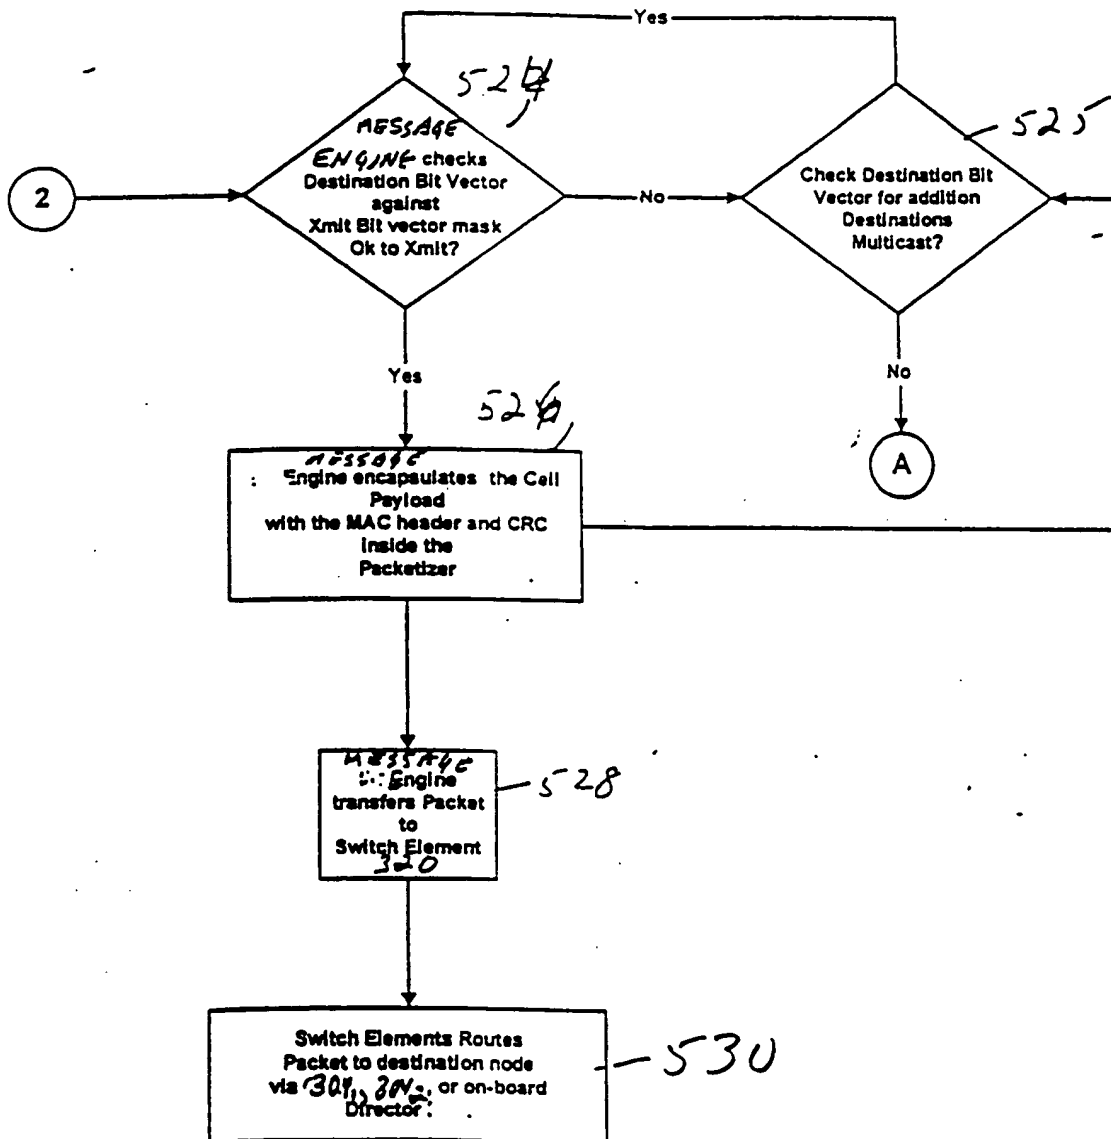 Yes
524
525
MESSAGE
ENGINE checks
Destination Bit Vector
against
Xmit Bit vector mask
Ok to Xmit?
2
No
Check Destination Bit
Vector for addition
Destinations
Multicast?
Yes
No
A
526
MESSAGE
Engine encapsulates the Cell
Payload
with the MAC header and CRC
inside the
Packetizer
MESSAGE
Engine
transfers Packet
to
Switch Element
320
528
Switch Elements Routes
Packet to destination node
via or on-board
Director
530